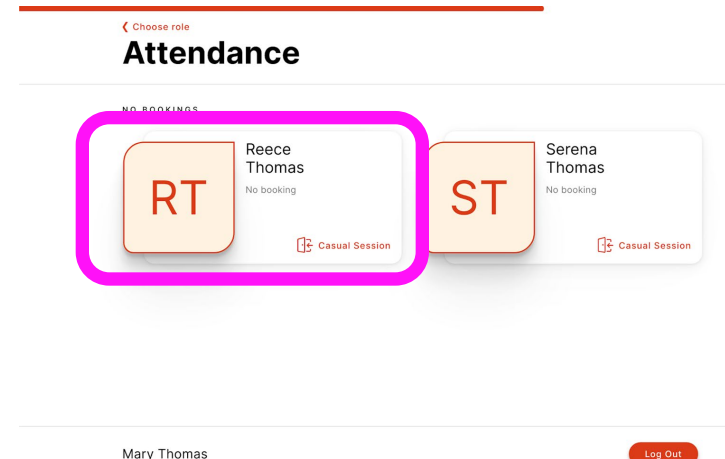 Choose role
Attendance
NO BOOKINGS
RT
Reece
Thomas
No booking
Casual Session
ST
Serena
Thomas
No booking
Casual Session
Mary Thomas
Log Out